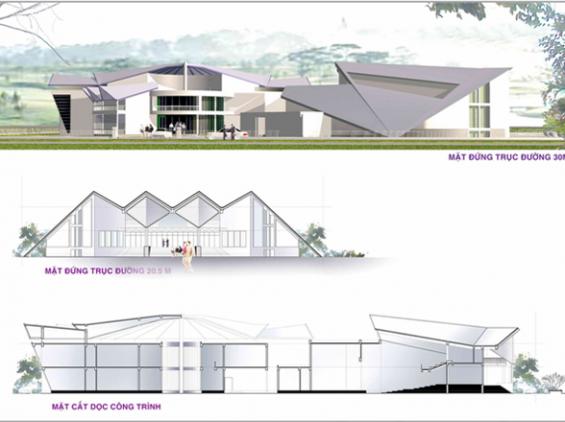 MẶT ĐỨNG TRỤC ĐƯỜNG 30M
MẶT ĐỨNG TRỤC ĐƯỜNG 20.5 M
MẶT CẮT DỌC CÔNG TRÌNH